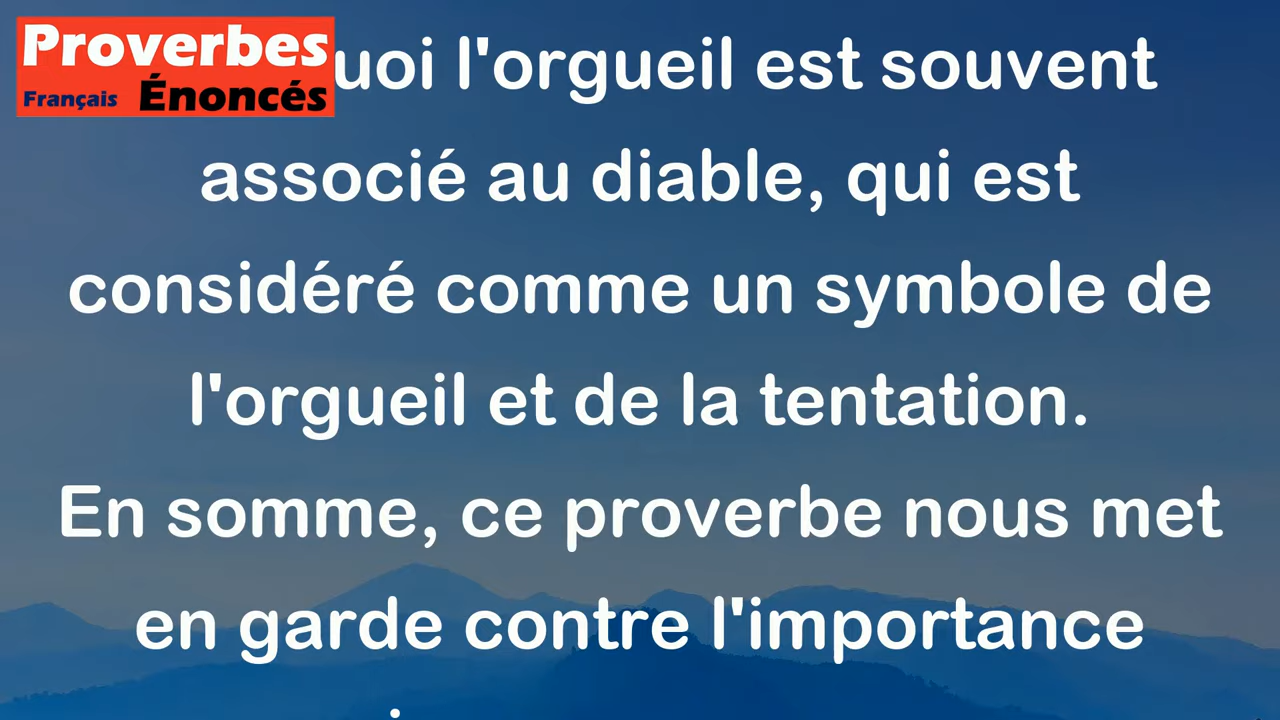 Proverbes
Français Énoncés
uoi l'orgueil est souvent
associé au diable, qui est
considéré comme un symbole de
l'orgueil et de la tentation.
En somme, ce proverbe nous met
en garde contre l'importance